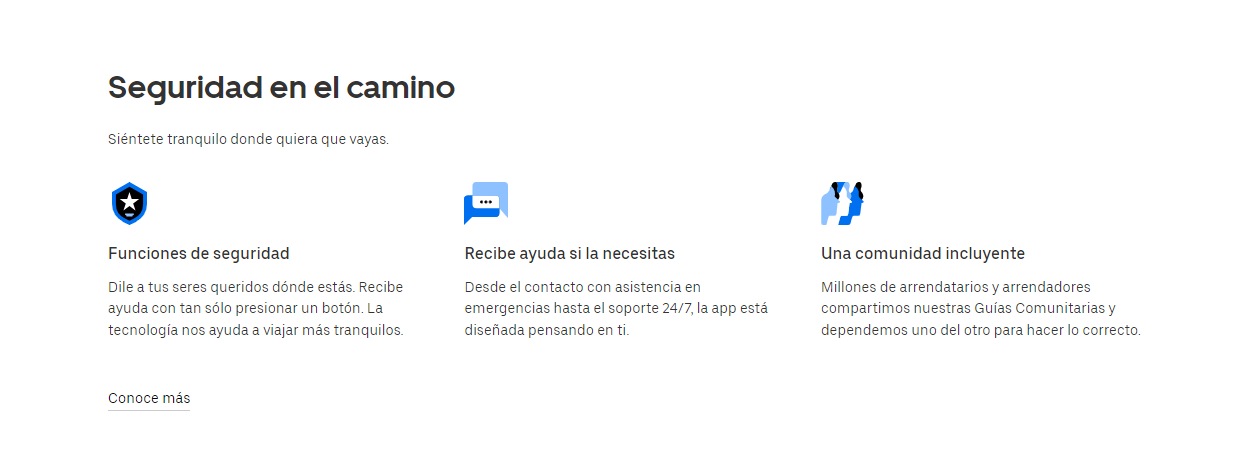 Seguridad en el camino
Siéntete tranquilo donde quiera que vayas.
Funciones de seguridad
Dile a tus seres queridos dónde estás. Recibe
ayuda con tan sólo presionar un botón. La
tecnología nos ayuda a viajar más tranquilos.
Recibe ayuda si la necesitas
Desde el contacto con asistencia en
emergencias hasta el soporte 24/7, la app está
diseñada pensando en ti.
Una comunidad incluyente
Millones de arrendatarios y arrendadores
compartimos nuestras Guías Comunitarias y
dependemos uno del otro para hacer lo correcto.
Conoce más